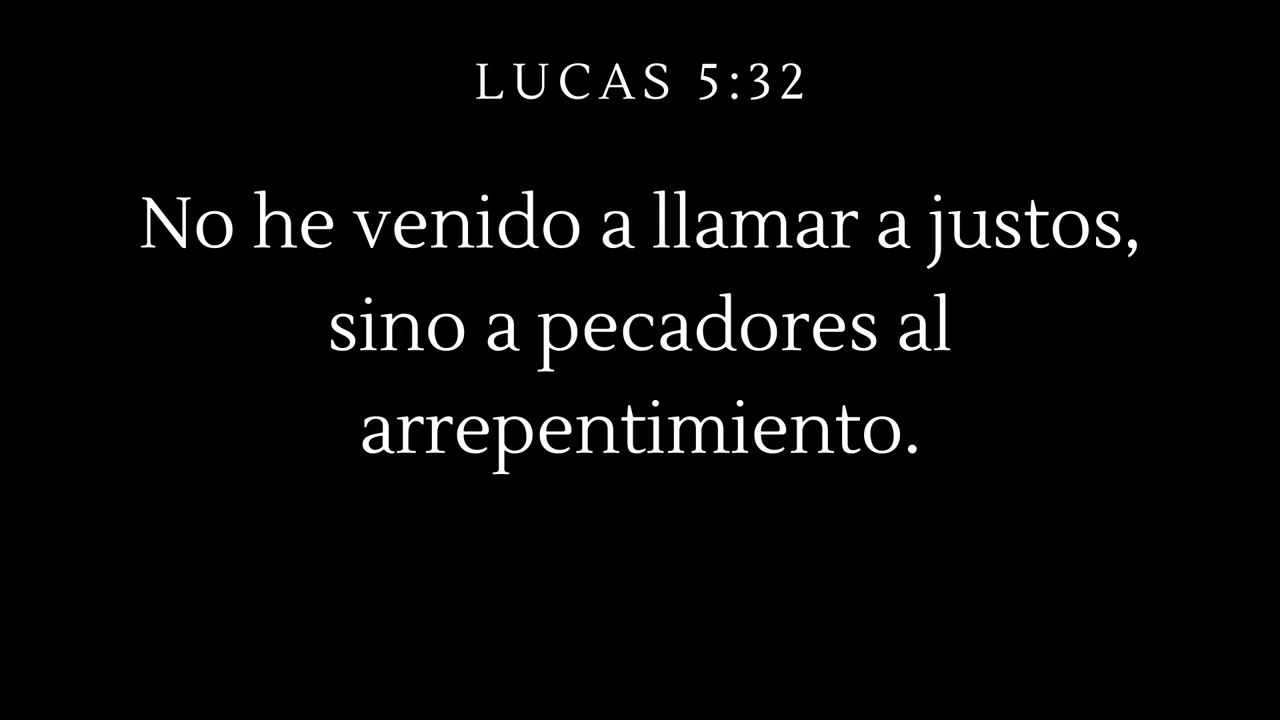 LUCAS 5:32
No he venido a llamar a justos,
sino a pecadores al
arrepentimiento.